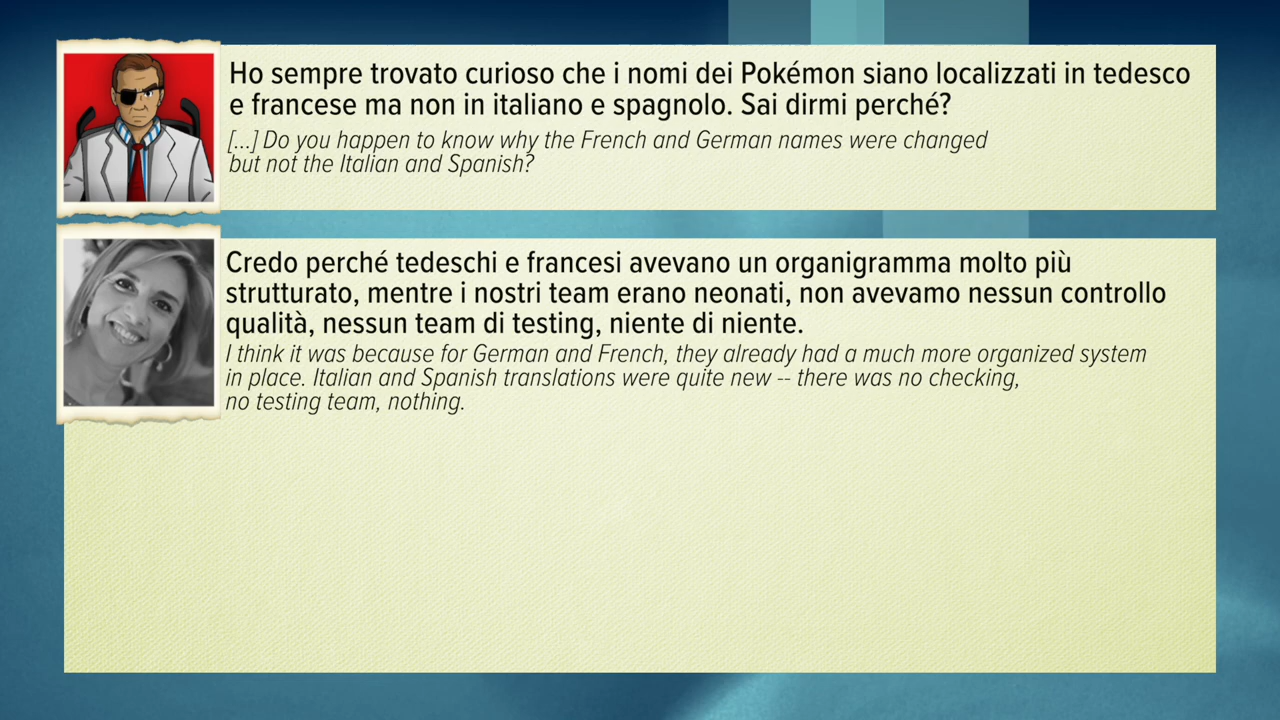 Ho sempre trovato curioso che i nomi dei Pokémon siano localizzati in tedesco
e francese ma non in italiano e spagnolo. Sai dirmi perché?
[...] Do you happen to know why the French and German names were changed
but not the Italian and Spanish?
Credo perché tedeschi e francesi avevano un organigramma molto più
strutturato, mentre i nostri team erano neonati, non avevamo nessun controllo
qualità, nessun team di testing, niente di niente.
I think it was because for German and French, they already had a much more organized system
in place. Italian and Spanish translations were quite new -- there was no checking,
no testing team, nothing.